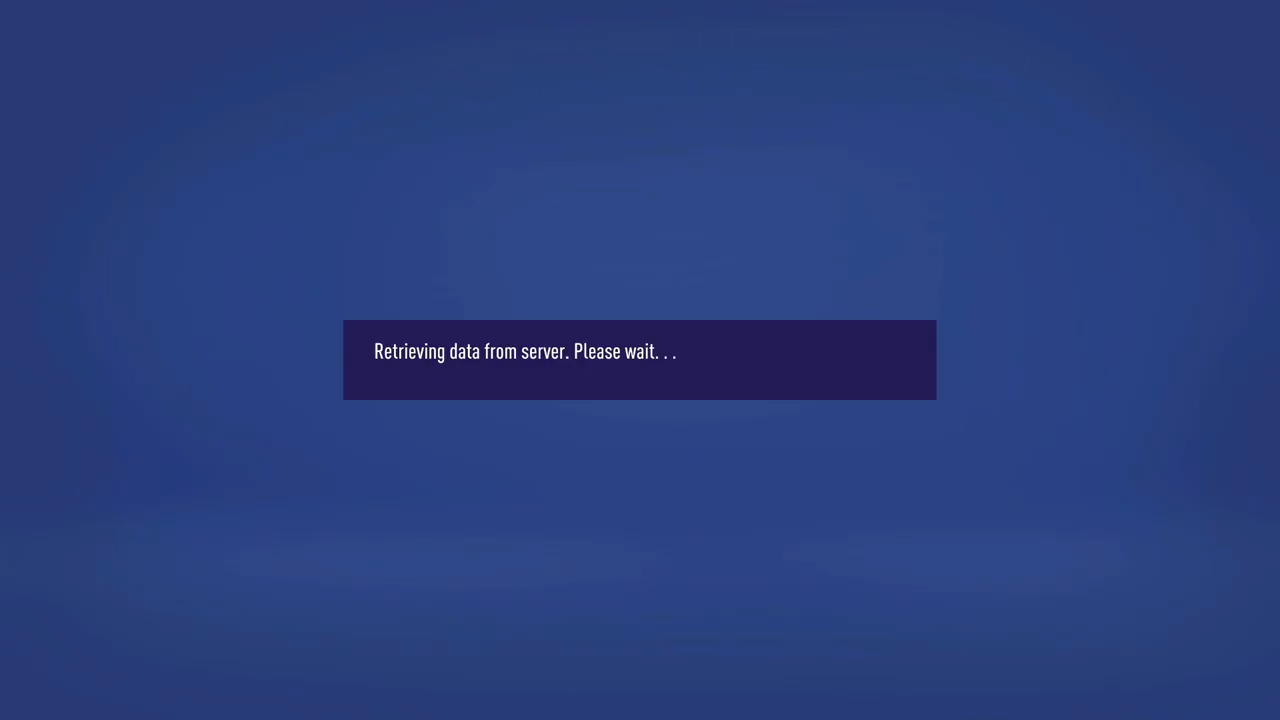 Retrieving data from server. Please wait. . .